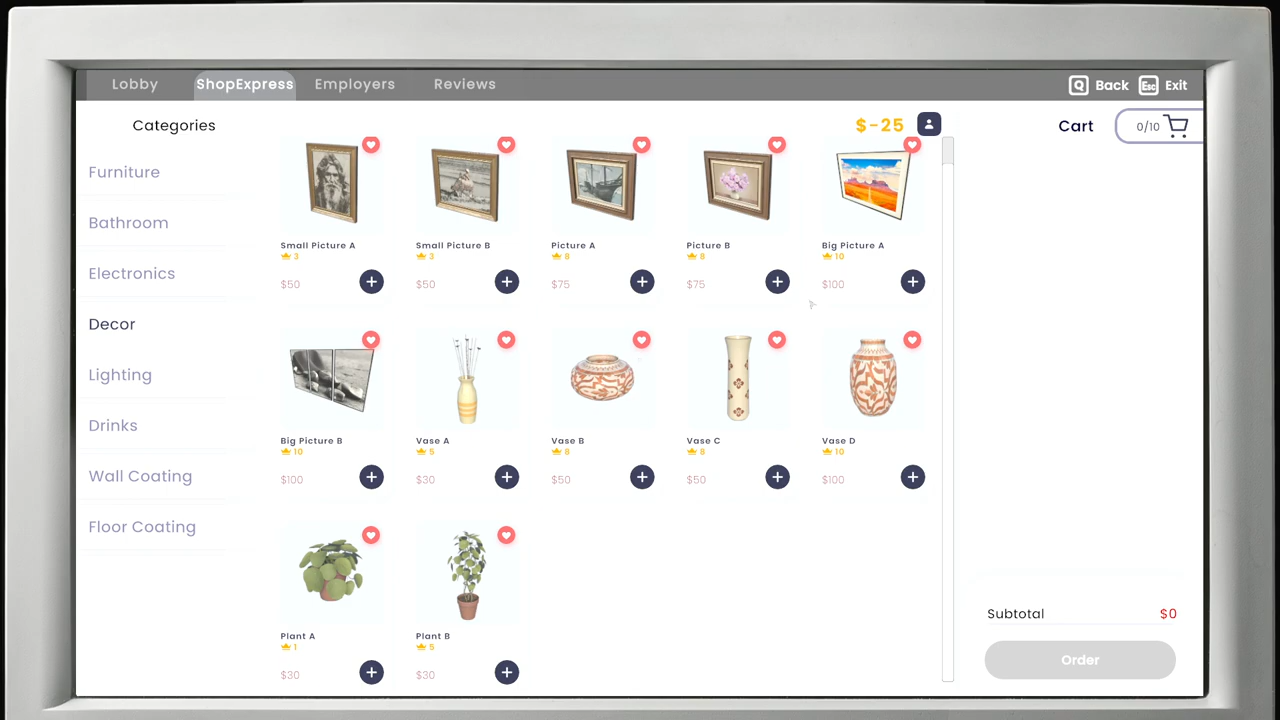 Lobby ShopExpress Employers Reviews Q Back Esc Exit
Categories $-25 Cart 0/10
Furniture
Bathroom
Electronics
Decor
Lighting
Drinks
Wall Coating
Floor Coating
Small Picture A Small Picture B Picture A Picture B Big Picture A
3 3 8 8 10
$50 $50 $75 $75 $100
Big Picture B Vase A Vase B Vase C Vase D
10 5 8 8 10
$100 $30 $50 $50 $100
Plant A Plant B
1 5
$30 $30
Subtotal $0
Order